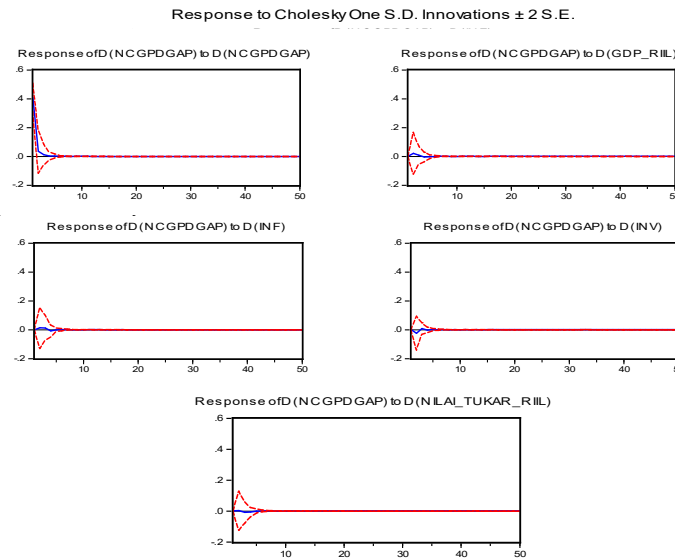 Response to Cholesky One S.D. Innovations ± 2 S.E.
Response of D(NCGPDGAP) to D(NCGPDGAP)
.6
.4
.2
.0
-.2
10 20 30 40 50
Response of D(NCGPDGAP) to D(GDP_RIIL)
.6
.4
.2
.0
-.2
10 20 30 40 50
Response of D(NCGPDGAP) to D(INF)
.6
.4
.2
.0
-.2
10 20 30 40 50
Response of D(NCGPDGAP) to D(INV)
.6
.4
.2
.0
-.2
10 20 30 40 50
Response of D(NCGPDGAP) to D(NILAI_TUKAR_RIIL)
.6
.4
.2
.0
-.2
10 20 30 40 50